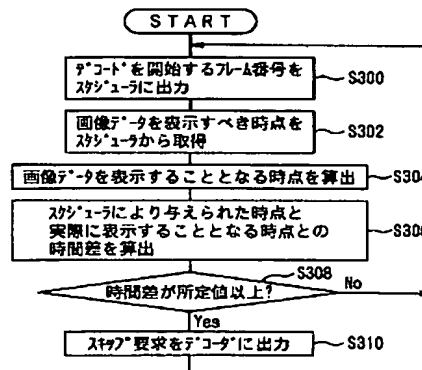 START
デコードを開始するフレーム番号を
スケジューラに出力
S300
画像データを表示すべき時点を
スケジューラから取得
S302
画像データを表示することとなる時点を算出
S304
スケジューラにより与えられた時点と
実際に表示することとなる時点との
時間差を算出
S308
時間差が所定値以上?
No
Yes
スキップ要求をデコーダに出力
S310